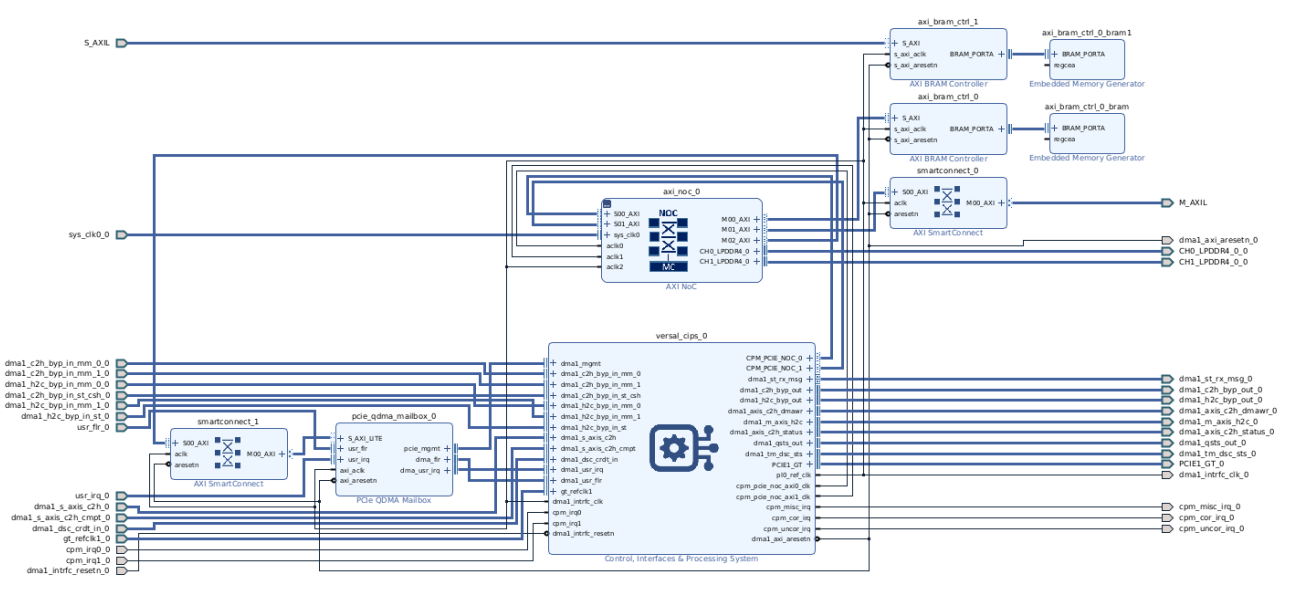 axi_bram_ctrl_1
S_AXIL
S_AXI
s_axi_aclk
s_axi_aresetn
BRAM_PORTA
AXI BRAM Controller
axi_bram_ctrl_0_bram1
BRAM_PORTA
regcea
Embedded Memory Generator
axi_bram_ctrl_0
S_AXI
s_axi_aclk
s_axi_aresetn
BRAM_PORTA
AXI BRAM Controller
axi_bram_ctrl_0_bram
BRAM_PORTA
regcea
Embedded Memory Generator
smartconnect_0
S00_AXI
aclk
aresetn
M00_AXI
AXI SmartConnect
M_AXIL
axi_noc_0
sys_clk0_0
S00_AXI
S01_AXI
sys_clk0
aclk0
aclk1
aclk2
NOC
MC
M00_AXI
M01_AXI
M02_AXI
CH0_LPDDR4_0
CH1_LPDDR4_0
AXI NoC
dma1_axi_aresetn_0
CH0_LPDDR4_0_0
CH1_LPDDR4_0_0
dma1_c2h_byp_in_mm_0_0
dma1_c2h_byp_in_mm_1_0
dma1_h2c_byp_in_mm_0_0
dma1_c2h_byp_in_st_csh_0
dma1_h2c_byp_in_mm_1_0
dma1_h2c_byp_in_st_0
usr_flr_0
smartconnect_1
S00_AXI
aclk
aresetn
M00_AXI
AXI SmartConnect
pcie_qdma_mailbox_0
S_AXI_LITE
usr_flr
usr_irq
axi_aclk
axi_aresetn
pcie_mgmt
dma_flr
dma_usr_irq
PCIe QDMA Mailbox
usr_irq_0
dma1_s_axis_c2h_0
dma1_s_axis_c2h_cmpt_0
dma1_dsc_crdt_in_0
gt_refclk1_0
cpm_irq0_0
cpm_irq1_0
dma1_intrfc_resetn_0
versal_cips_0
dma1_mgmt
dma1_c2h_byp_in_mm_0
dma1_c2h_byp_in_mm_1
dma1_c2h_byp_in_st_csh
dma1_h2c_byp_in_mm_0
dma1_h2c_byp_in_mm_1
dma1_h2c_byp_in_st
dma1_s_axis_c2h
dma1_s_axis_c2h_cmpt
dma1_dsc_crdt_in
dma1_usr_irq
dma1_usr_flr
gt_refclk1
dma1_intrfc_clk
cpm_irq0
cpm_irq1
dma1_intrfc_resetn
CPM_PCIE_NOC_0
CPM_PCIE_NOC_1
dma1_st_rx_msg
dma1_c2h_byp_out
dma1_h2c_byp_out
dma1_axis_c2h_dmawr
dma1_m_axis_h2c
dma1_axis_c2h_status
dma1_qsts_out
dma1_tm_dsc_sts
PCIE1_GT
pl0_ref_clk
cpm_pcie_noc_axi0_clk
cpm_pcie_noc_axi1_clk
cpm_misc_irq
cpm_cor_irq
cpm_uncor_irq
dma1_axi_aresetn
Control, Interfaces & Processing System
dma1_st_rx_msg_0
dma1_c2h_byp_out_0
dma1_h2c_byp_out_0
dma1_axis_c2h_dmawr_0
dma1_m_axis_h2c_0
dma1_axis_c2h_status_0
dma1_qsts_out_0
dma1_tm_dsc_sts_0
PCIE1_GT_0
dma1_intrfc_clk_0
cpm_misc_irq_0
cpm_cor_irq_0
cpm_uncor_irq_0